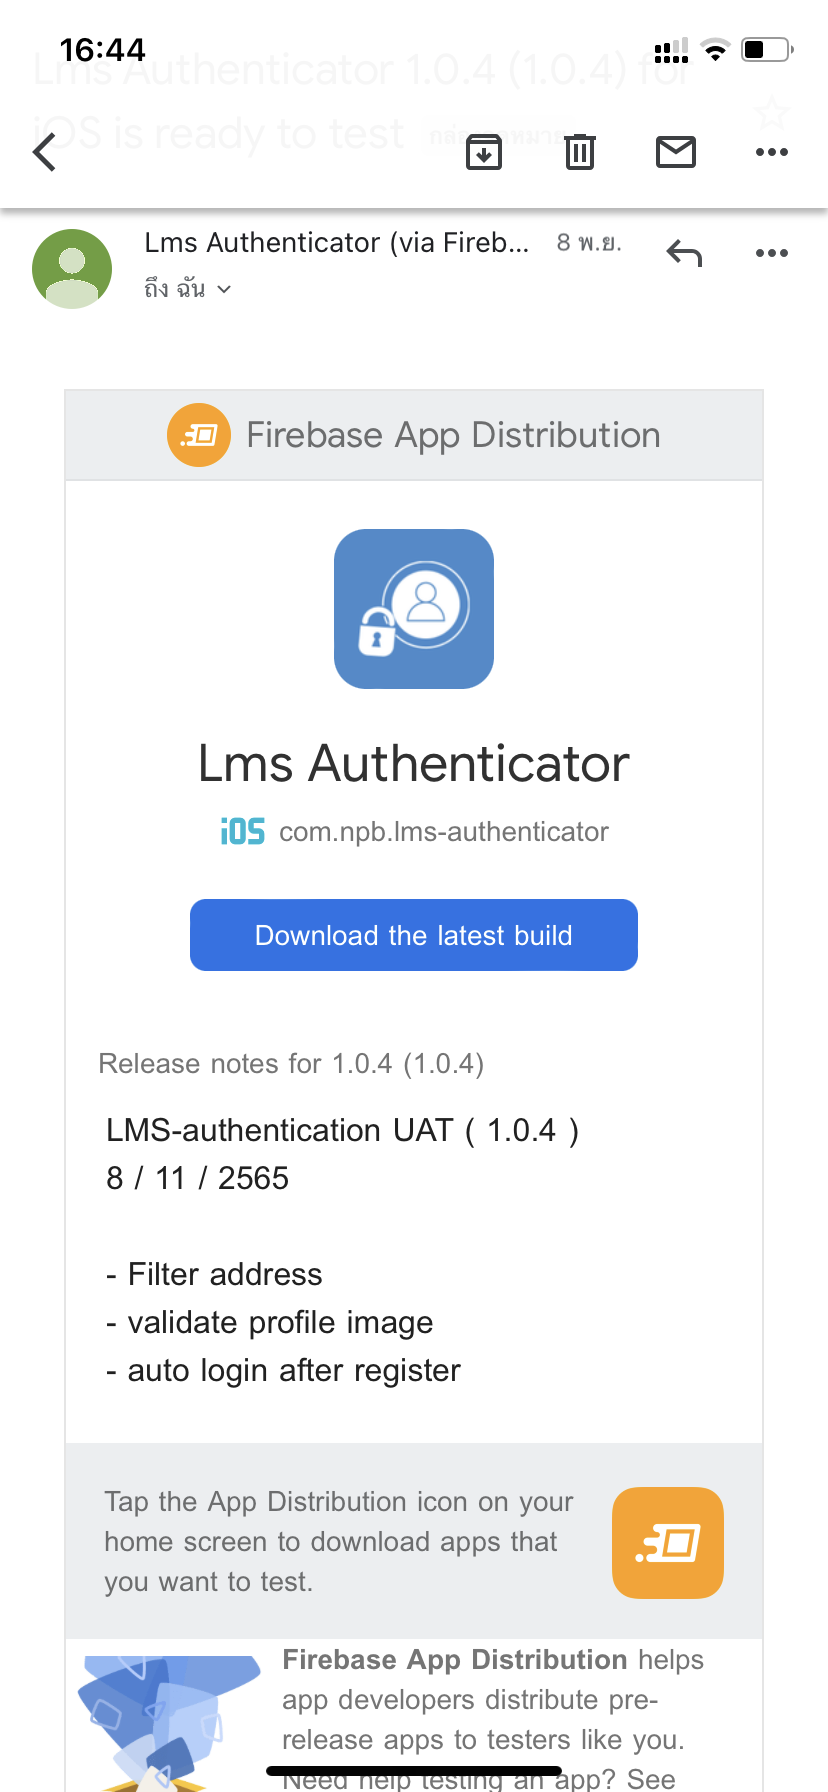 16:44
Lms Authenticator 1.0.4 (1.0.4) for
iOS is ready to test
Lms Authenticator (via Fireb...
8 พ.ย.
ถึง ฉัน
Firebase App Distribution
Lms Authenticator
iOS com.npb.lms-authenticator
Download the latest build
Release notes for 1.0.4 (1.0.4)
LMS-authentication UAT ( 1.0.4 )
8 / 11 / 2565
- Filter address
- validate profile image
- auto login after register
Tap the App Distribution icon on your
home screen to download apps that
you want to test.
Firebase App Distribution helps
app developers distribute pre-
release apps to testers like you.
Need help testing an app? See